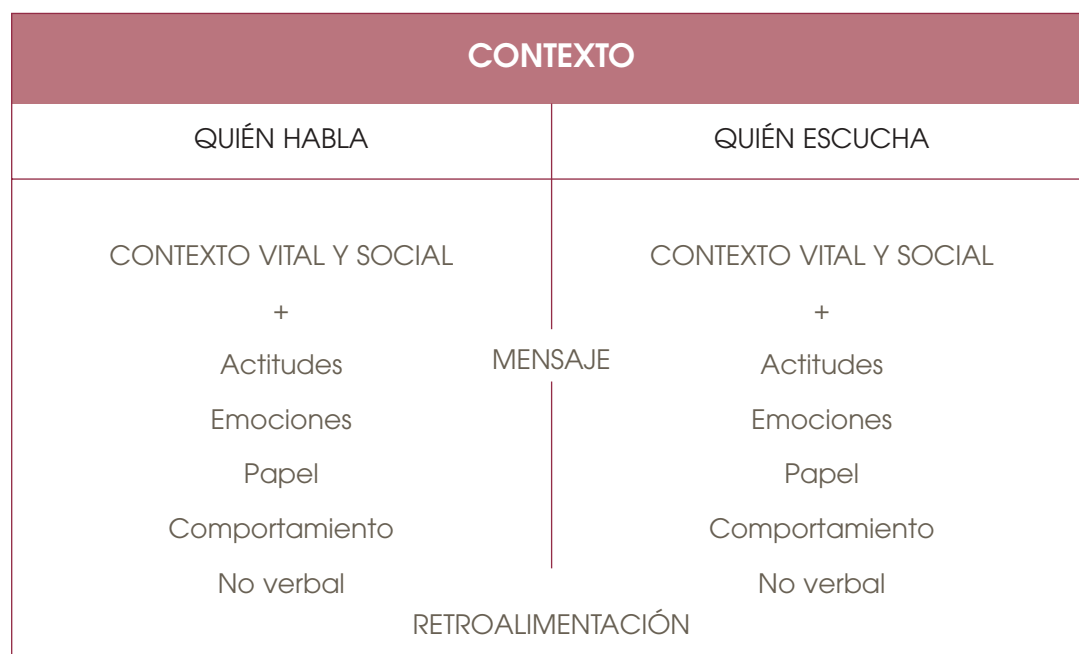 CONTEXTO
QUIÉN HABLA
QUIÉN ESCUCHA
CONTEXTO VITAL Y SOCIAL
+
Actitudes
Emociones
Papel
Comportamiento
No verbal
MENSAJE
CONTEXTO VITAL Y SOCIAL
+
Actitudes
Emociones
Papel
Comportamiento
No verbal
RETROALIMENTACIÓN